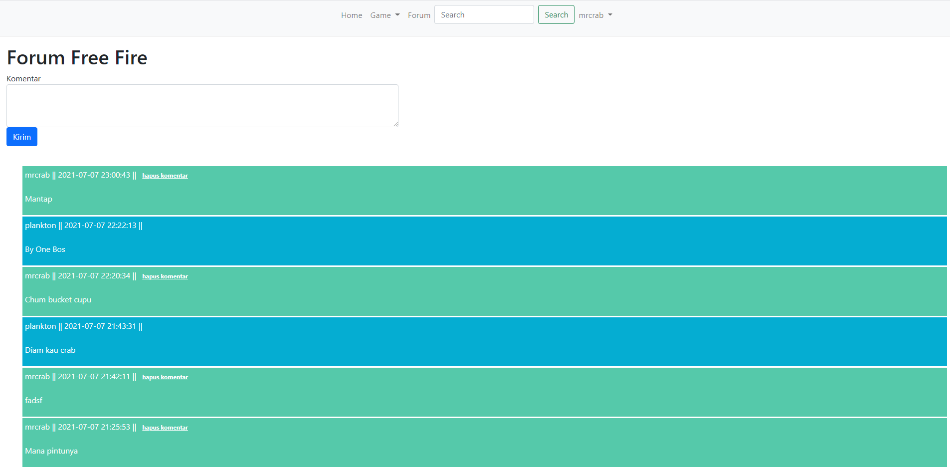 Home Game Forum Search Search mrcrab
Forum Free Fire
Komentar
Kirim
mrcrab || 2021-07-07 23:00:43 || hapus komentar
Mantap
plankton || 2021-07-07 22:22:13 ||
By One Bos
mrcrab || 2021-07-07 22:20:34 || hapus komentar
Chum bucket cupu
plankton || 2021-07-07 21:43:31 ||
Diam kau crab
mrcrab || 2021-07-07 21:42:11 || hapus komentar
fadsf
mrcrab || 2021-07-07 21:25:53 || hapus komentar
Mana pintunya